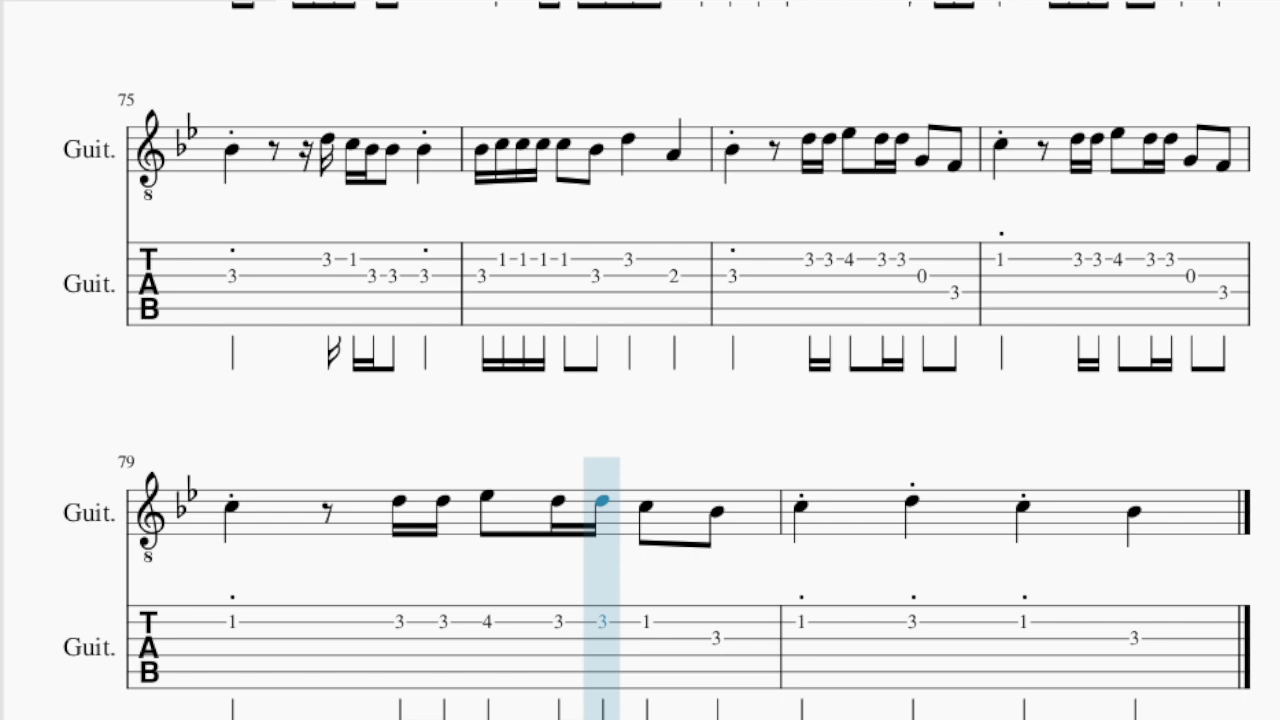 75
Guit.
8
Guit.
T
A
B
3 3 1 3 3 3
3 1 1 1 1 3 3 2
3 3 3 4 3 3 0 3
1 3 3 4 3 3 0 3
79
Guit.
8
Guit.
T
A
B
1 3 3 4 3 3 1 3
1 3 1 3